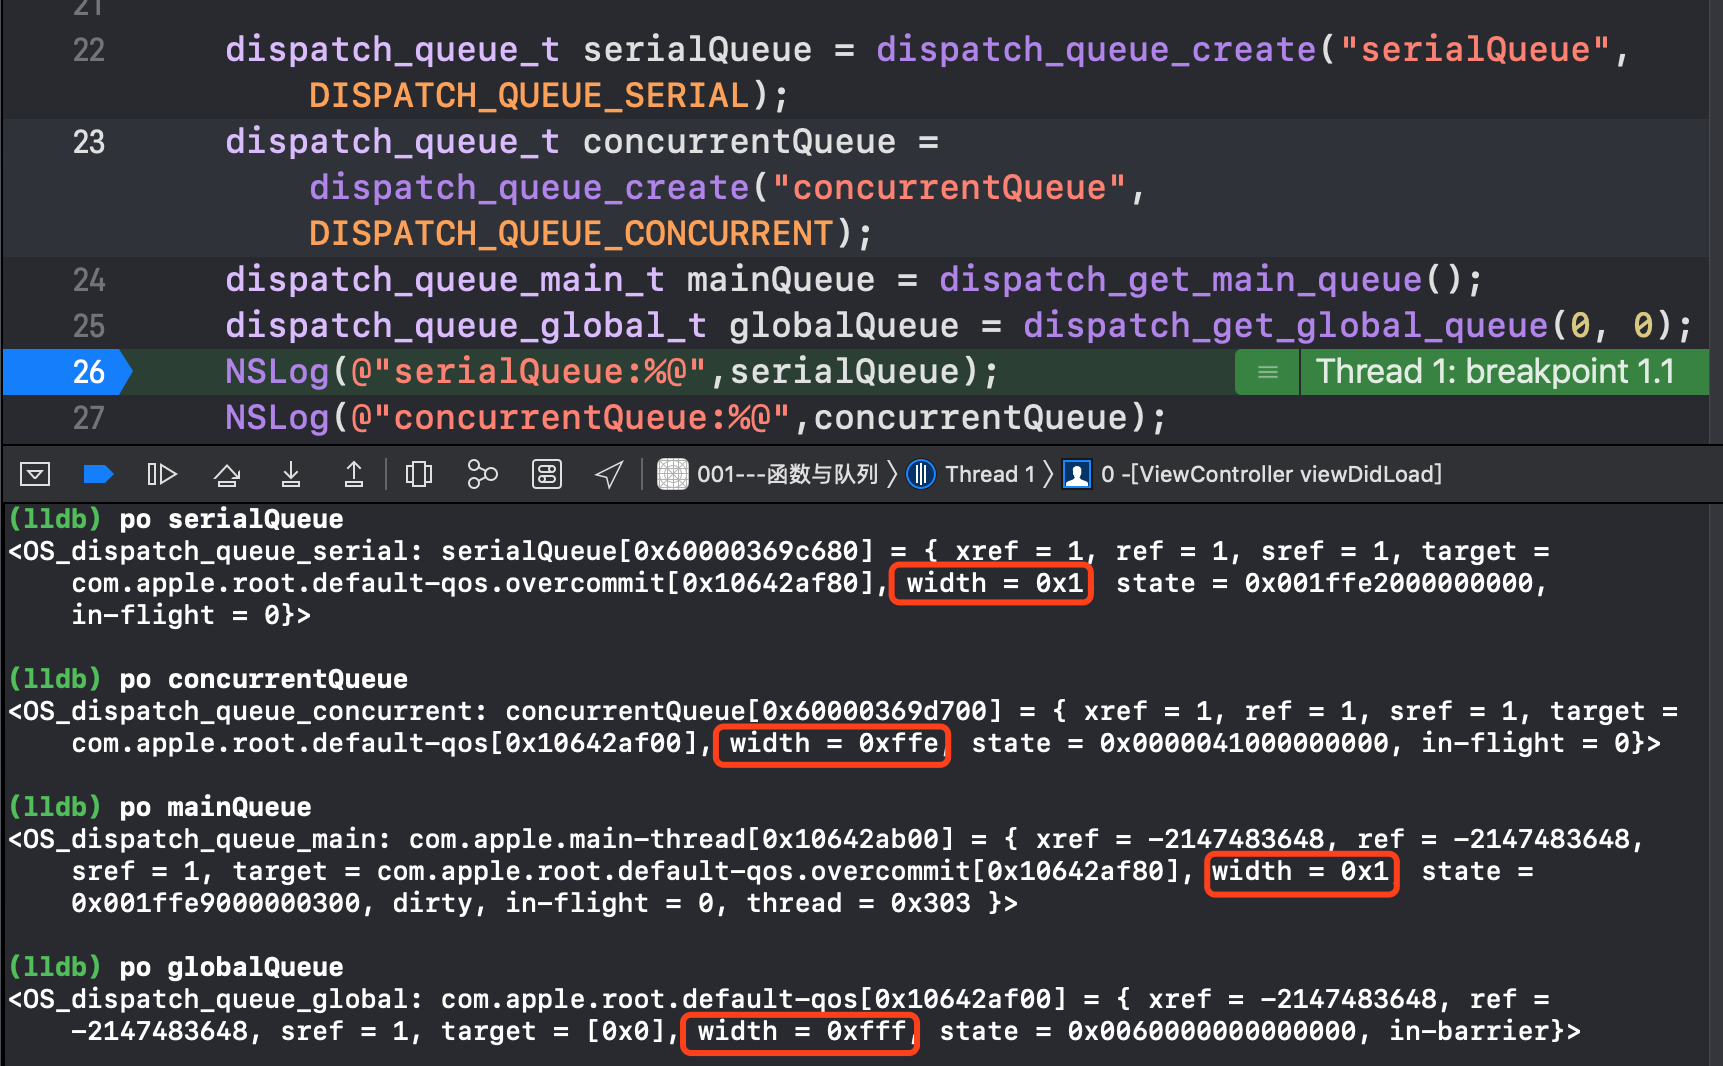 21
22 dispatch_queue_t serialQueue = dispatch_queue_create("serialQueue",
DISPATCH_QUEUE_SERIAL);
23 dispatch_queue_t concurrentQueue =
dispatch_queue_create("concurrentQueue",
DISPATCH_QUEUE_CONCURRENT);
24 dispatch_queue_main_t mainQueue = dispatch_get_main_queue();
25 dispatch_queue_global_t globalQueue = dispatch_get_global_queue(0, 0);
26 NSLog(@"serialQueue:%@",serialQueue); Thread 1: breakpoint 1.1
27 NSLog(@"concurrentQueue:%@",concurrentQueue);
001---函数与队列 〉 Thread 1 〉 0 -[ViewController viewDidLoad]
(lldb) po serialQueue
<OS_dispatch_queue_serial: serialQueue[0x60000369c680] = { xref = 1, ref = 1, sref = 1, target =
com.apple.root.default-qos.overcommit[0x10642af80], width = 0x1 state = 0x001ffe2000000000,
in-flight = 0}>
(lldb) po concurrentQueue
<OS_dispatch_queue_concurrent: concurrentQueue[0x60000369d700] = { xref = 1, ref = 1, sref = 1, target =
com.apple.root.default-qos[0x10642af00], width = 0xffe, state = 0x0000041000000000, in-flight = 0}>
(lldb) po mainQueue
<OS_dispatch_queue_main: com.apple.main-thread[0x10642ab00] = { xref = -2147483648, ref = -2147483648,
sref = 1, target = com.apple.root.default-qos.overcommit[0x10642af80], width = 0x1 state =
0x001ffe9000000300, dirty, in-flight = 0, thread = 0x303 }>
(lldb) po globalQueue
<OS_dispatch_queue_global: com.apple.root.default-qos[0x10642af00] = { xref = -2147483648, ref =
-2147483648, sref = 1, target = [0x0], width = 0xfff, state = 0x0060000000000000, in-barrier}>